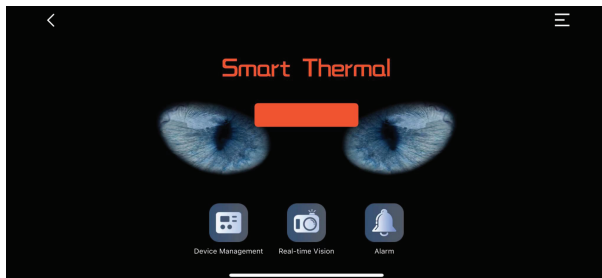 Smart Thermal
Device Management
Real-time Vision
Alarm